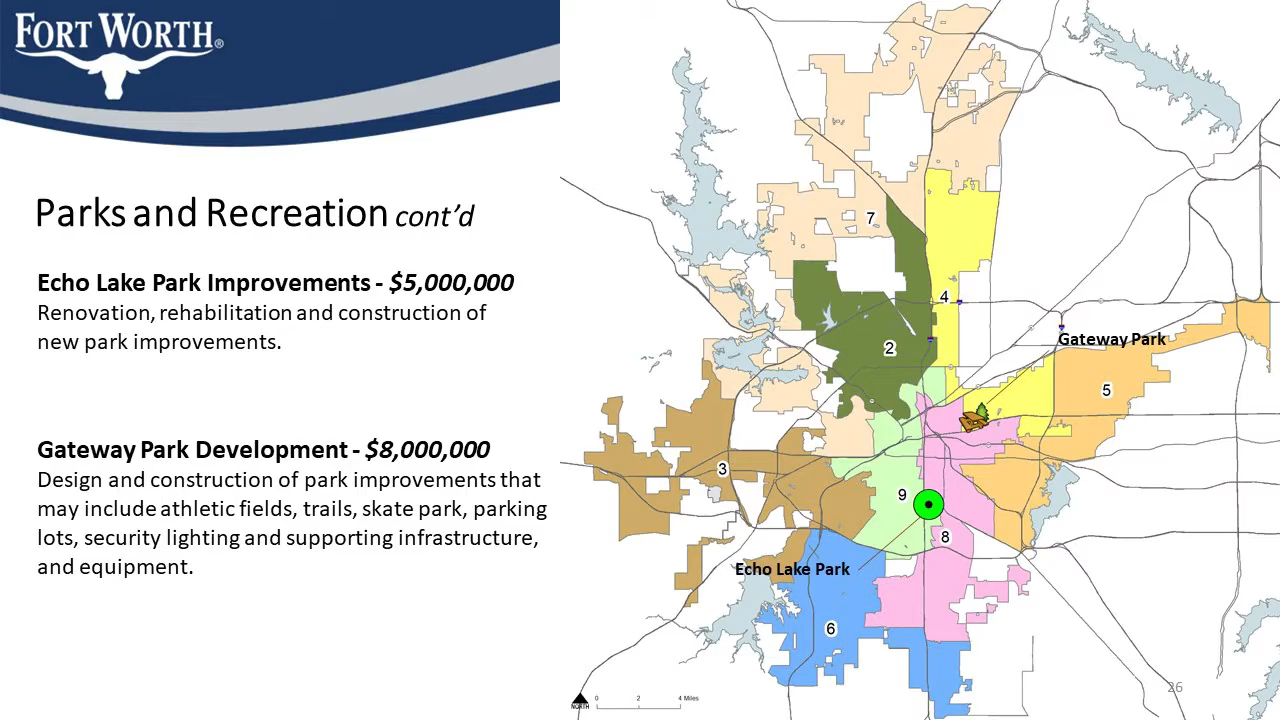 FORT WORTH®
Parks and Recreation cont’d
Echo Lake Park Improvements - $5,000,000
Renovation, rehabilitation and construction of
new park improvements.
Gateway Park Development - $8,000,000
Design and construction of park improvements that
may include athletic fields, trails, skate park, parking
lots, security lighting and supporting infrastructure,
and equipment.
7
4
Gateway Park
2
5
3
9
8
Echo Lake Park
6
NORTH
0 2 4 Miles
26